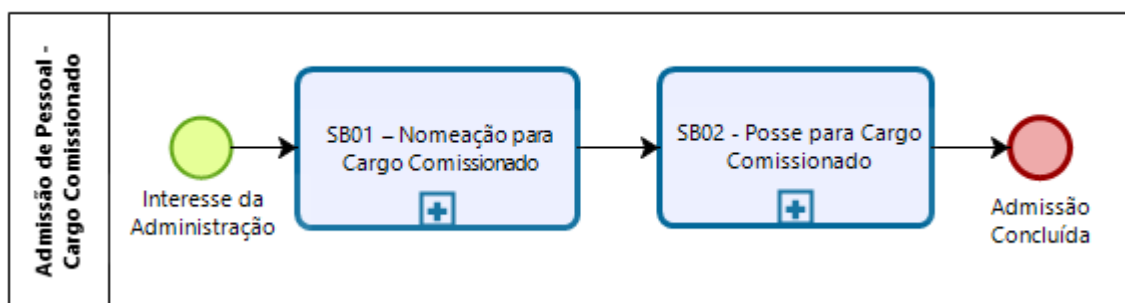 Admissão de Pessoal -
Cargo Comissionado
Interesse da
Administração
SB01 – Nomeação para
Cargo Comissionado
SB02 - Posse para Cargo
Comissionado
Admissão
Concluída